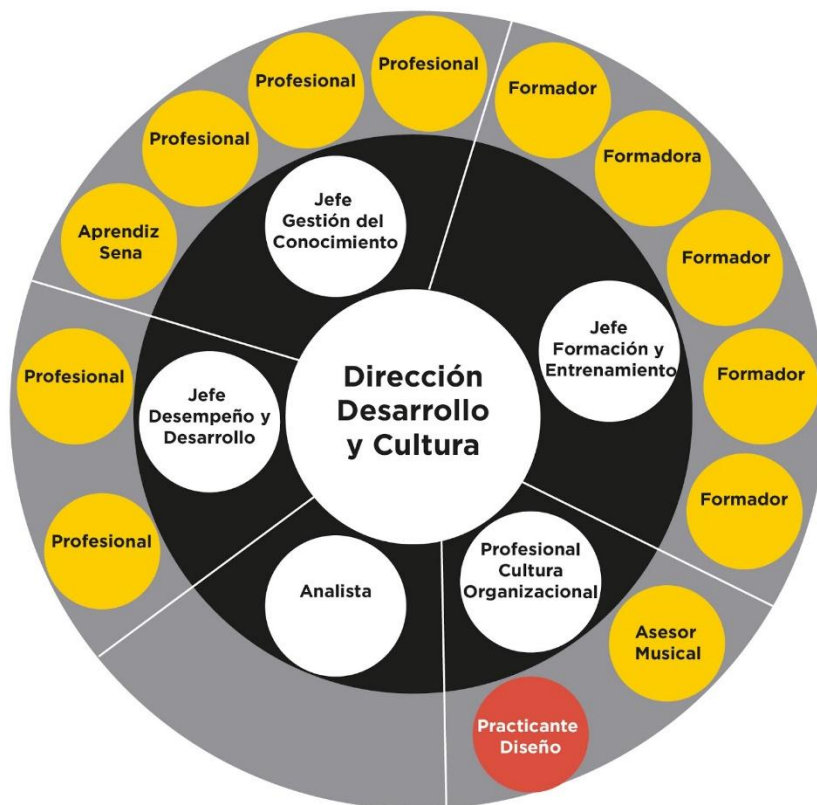 Profesional
Profesional
Formador
Profesional
Formadora
Aprendiz
Sena
Jefe
Gestión del
Conocimiento
Formador
Jefe
Formación y
Entrenamiento
Profesional
Jefe
Desempeño y
Desarrollo
Dirección
Desarrollo
y Cultura
Formador
Formador
Profesional
Analista
Profesional
Cultura
Organizacional
Asesor
Musical
Practicante
Diseño